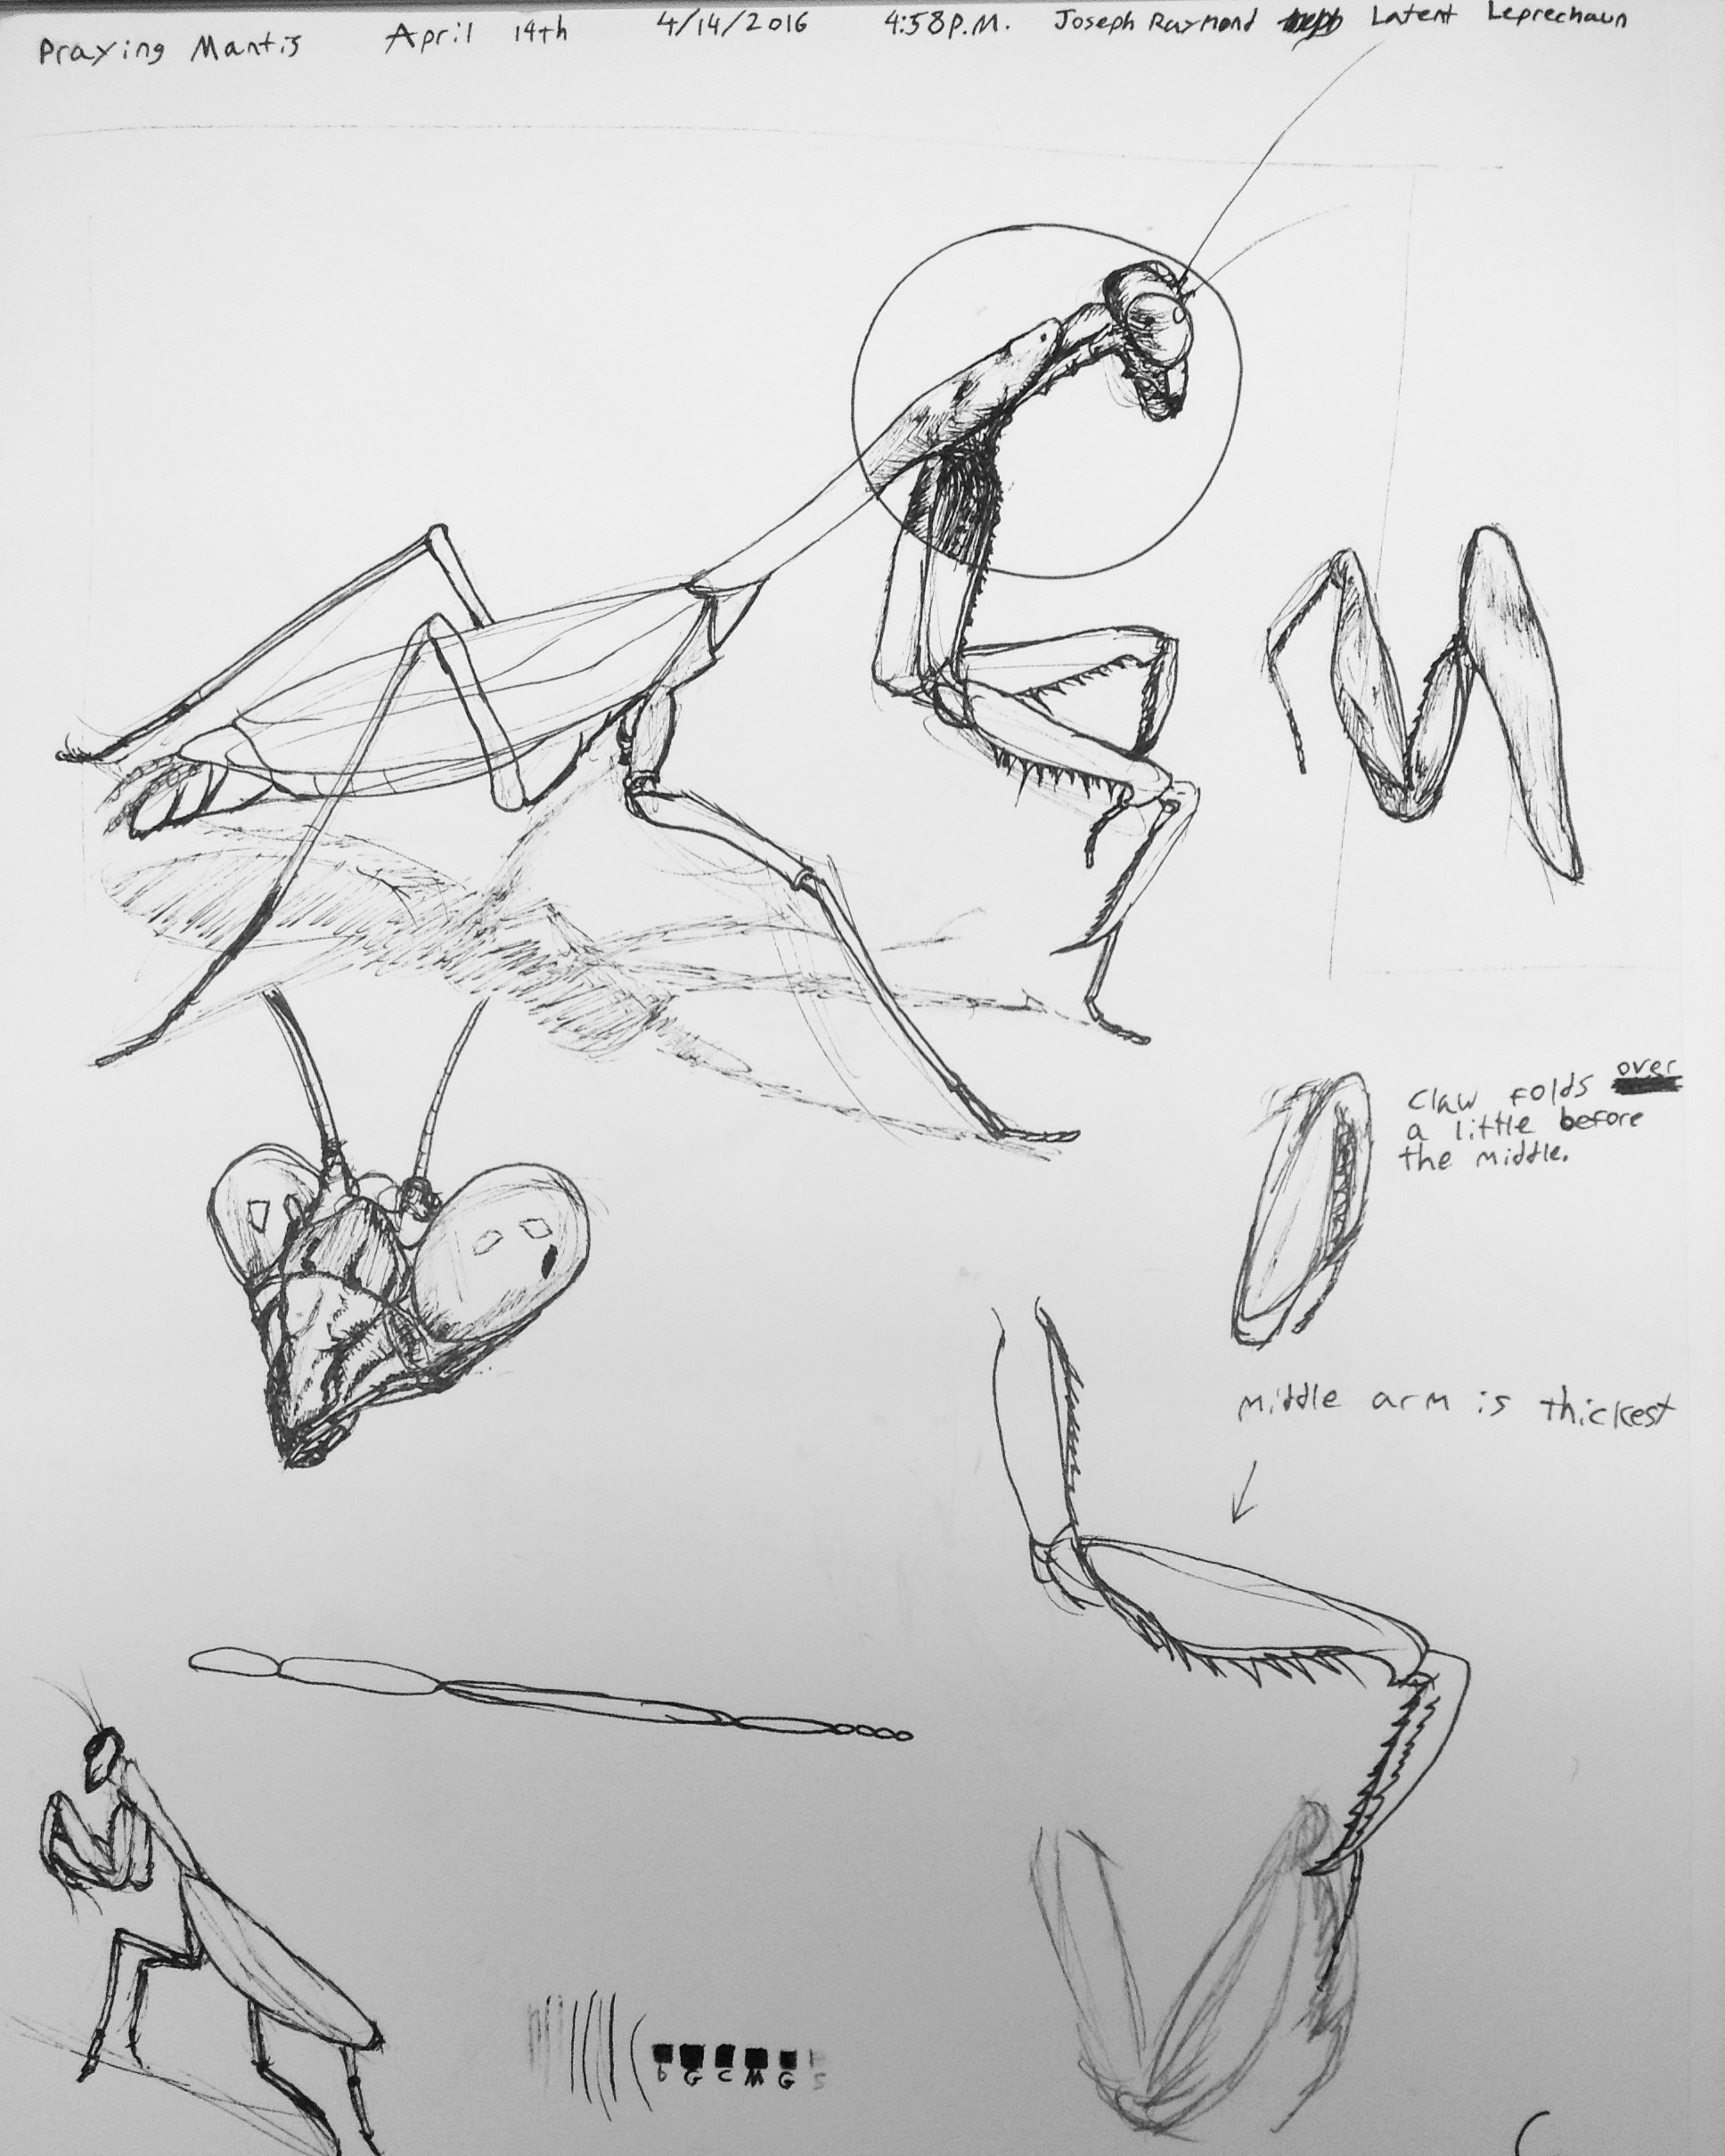 Praying Mantis April 14th 4/14/2016 4:58P.M. Joseph Raymond Latent Leprechaun
Claw folds over
a little before
the middle.
Middle arm is thickest
b G C M G S